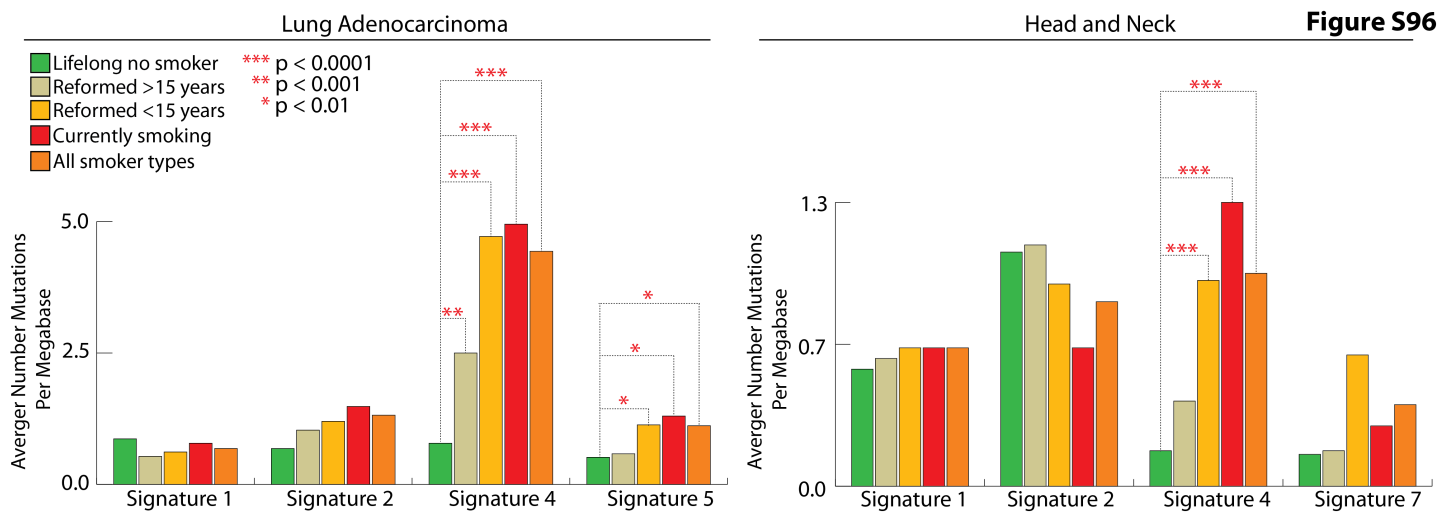 Figure S96
Lung Adenocarcinoma
Lifelong no smoker
Reformed >15 years
Reformed <15 years
Currently smoking
All smoker types
*** p < 0.0001
** p < 0.001
* p < 0.01
***
***
***
**
*
*
*
Averger Number Mutations
Per Megabase
5.0
2.5
0.0
Signature 1
Signature 2
Signature 4
Signature 5
Head and Neck
***
***
***
Averger Nmber Mutations
Per Megabase
1.3
0.7
0.0
Signature 1
Signature 2
Signature 4
Signature 7